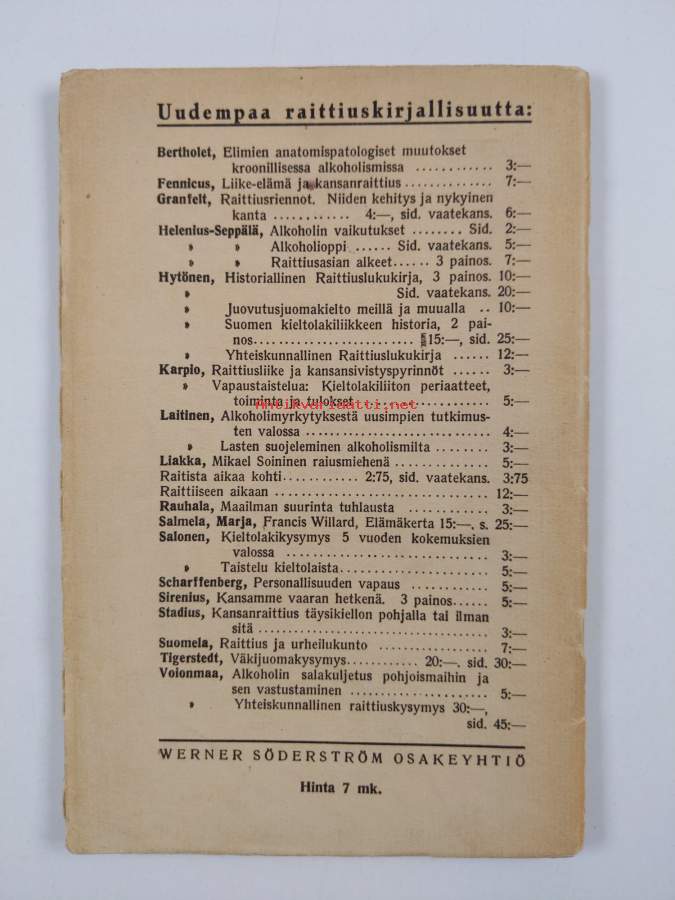 Uudempaa raittiuskirjallisuutta:
Bertholet, Elimien anatomispatologiset muutokset
kroonillisessa alkoholismissa ............ 3:—
Fennicus, Liike-elämä ja kansanraittius .............. 7:—
Granfelt, Raittiusriennot. Niiden kehitys ja nykyinen
kanta ............ 4:—, sid. vaatekans. 6:—
Helenius-Seppälä, Alkoholin vaikutukset ........ Sid. 2:—
» » Alkoholioppi ...... Sid. vaatekans. 5:—
» » Raittiusasian alkeet...... 3 painos. 7:—
Hytönen, Historiallinen Raittiuslukukirja, 3 painos. 10:—
» Sid. vaatekans. 20:—
» Juovutusjuomakielto meillä ja muualla .. 10:—
» Suomen kieltolakiliikkeen historia, 2 pai-
nos.......................... 15:—, sid. 25:—
» Yhteiskunnallinen Raittiuslukukirja ...... 12:—
Karpio, Raittiusliike ja kansansivistyspyrinnöt ...... 3:—
» Vapaustaistelua: Kieltolakiliiton periaatteet,
toiminta ja tulokset ...................... 5:—
antikvariaatti.net
Laitinen, Alkoholimyrkytyksestä uusimpien tutkimus-
ten valossa .............................. 4:—
» Lasten suojeleminen alkoholismilta ........ 3:—
Liakka, Mikael Soininen raiusmiehenä ............... 5:—
Raitista aikaa kohti............ 2:75, sid. vaatekans. 3:75
Raittiiseen aikaan .................................. 12:—
Rauhala, Maailman suurinta tuhlausta .............. 3:—
Salmela, Marja, Francis Willard, Elämäkerta 15:—, s. 25:—
Salonen, Kieltolakikysymys 5 vuoden kokemuksien
valossa ................................ 3:—
» Taistelu kieltolaista........................ 5:—
Scharffenberg, Personallisuuden vapaus ............ 5:—
Sirenius, Kansamme vaaran hetkenä. 3 painos...... 5:—
Stadius, Kansanraittius täysikiellon pohjalla tai ilman
sitä .................................... 3:—
Suomela, Raittius ja urheilukunto .................. 7:—
Tigerstedt, Väkijuomakysymys............ 20:—, sid. 30:—
Voionmaa, Alkoholin salakuljetus pohjoismaihin ja
sen vastustaminen ...................... 5:—
» Yhteiskunnallinen raittiuskysymys 30:—,
sid. 45:—
WERNER SÖDERSTRÖM OSAKEYHTIÖ
Hinta 7 mk.